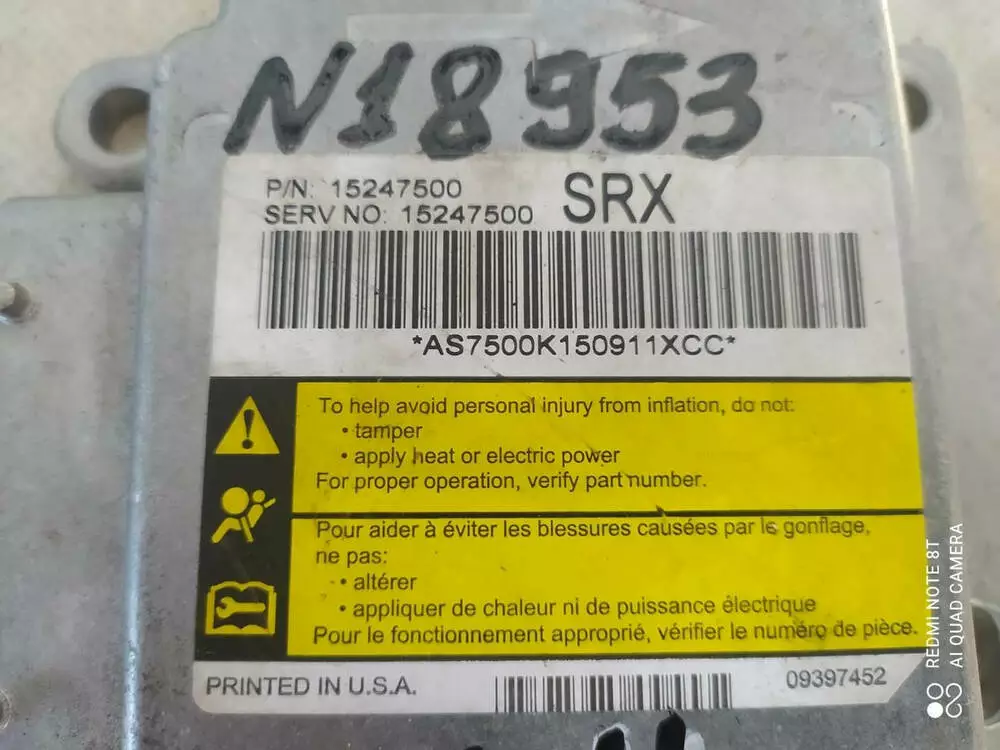 N18953
P/N: 15247500
SERV NO: 15247500
SRX
*AS7500K150911XCC*
To help avoid personal injury from inflation, do not:
• tamper
• apply heat or electric power
For proper operation, verify part number.
Pour aider à éviter les blessures causées par le gonflage,
ne pas:
• altérer
• appliquer de chaleur ni de puissance électrique
Pour le fonctionnement approprié, vérifier le numéro de pièce.
PRINTED IN U.S.A.
09397452
REDMI NOTE 8T
AI QUAD CAMERA